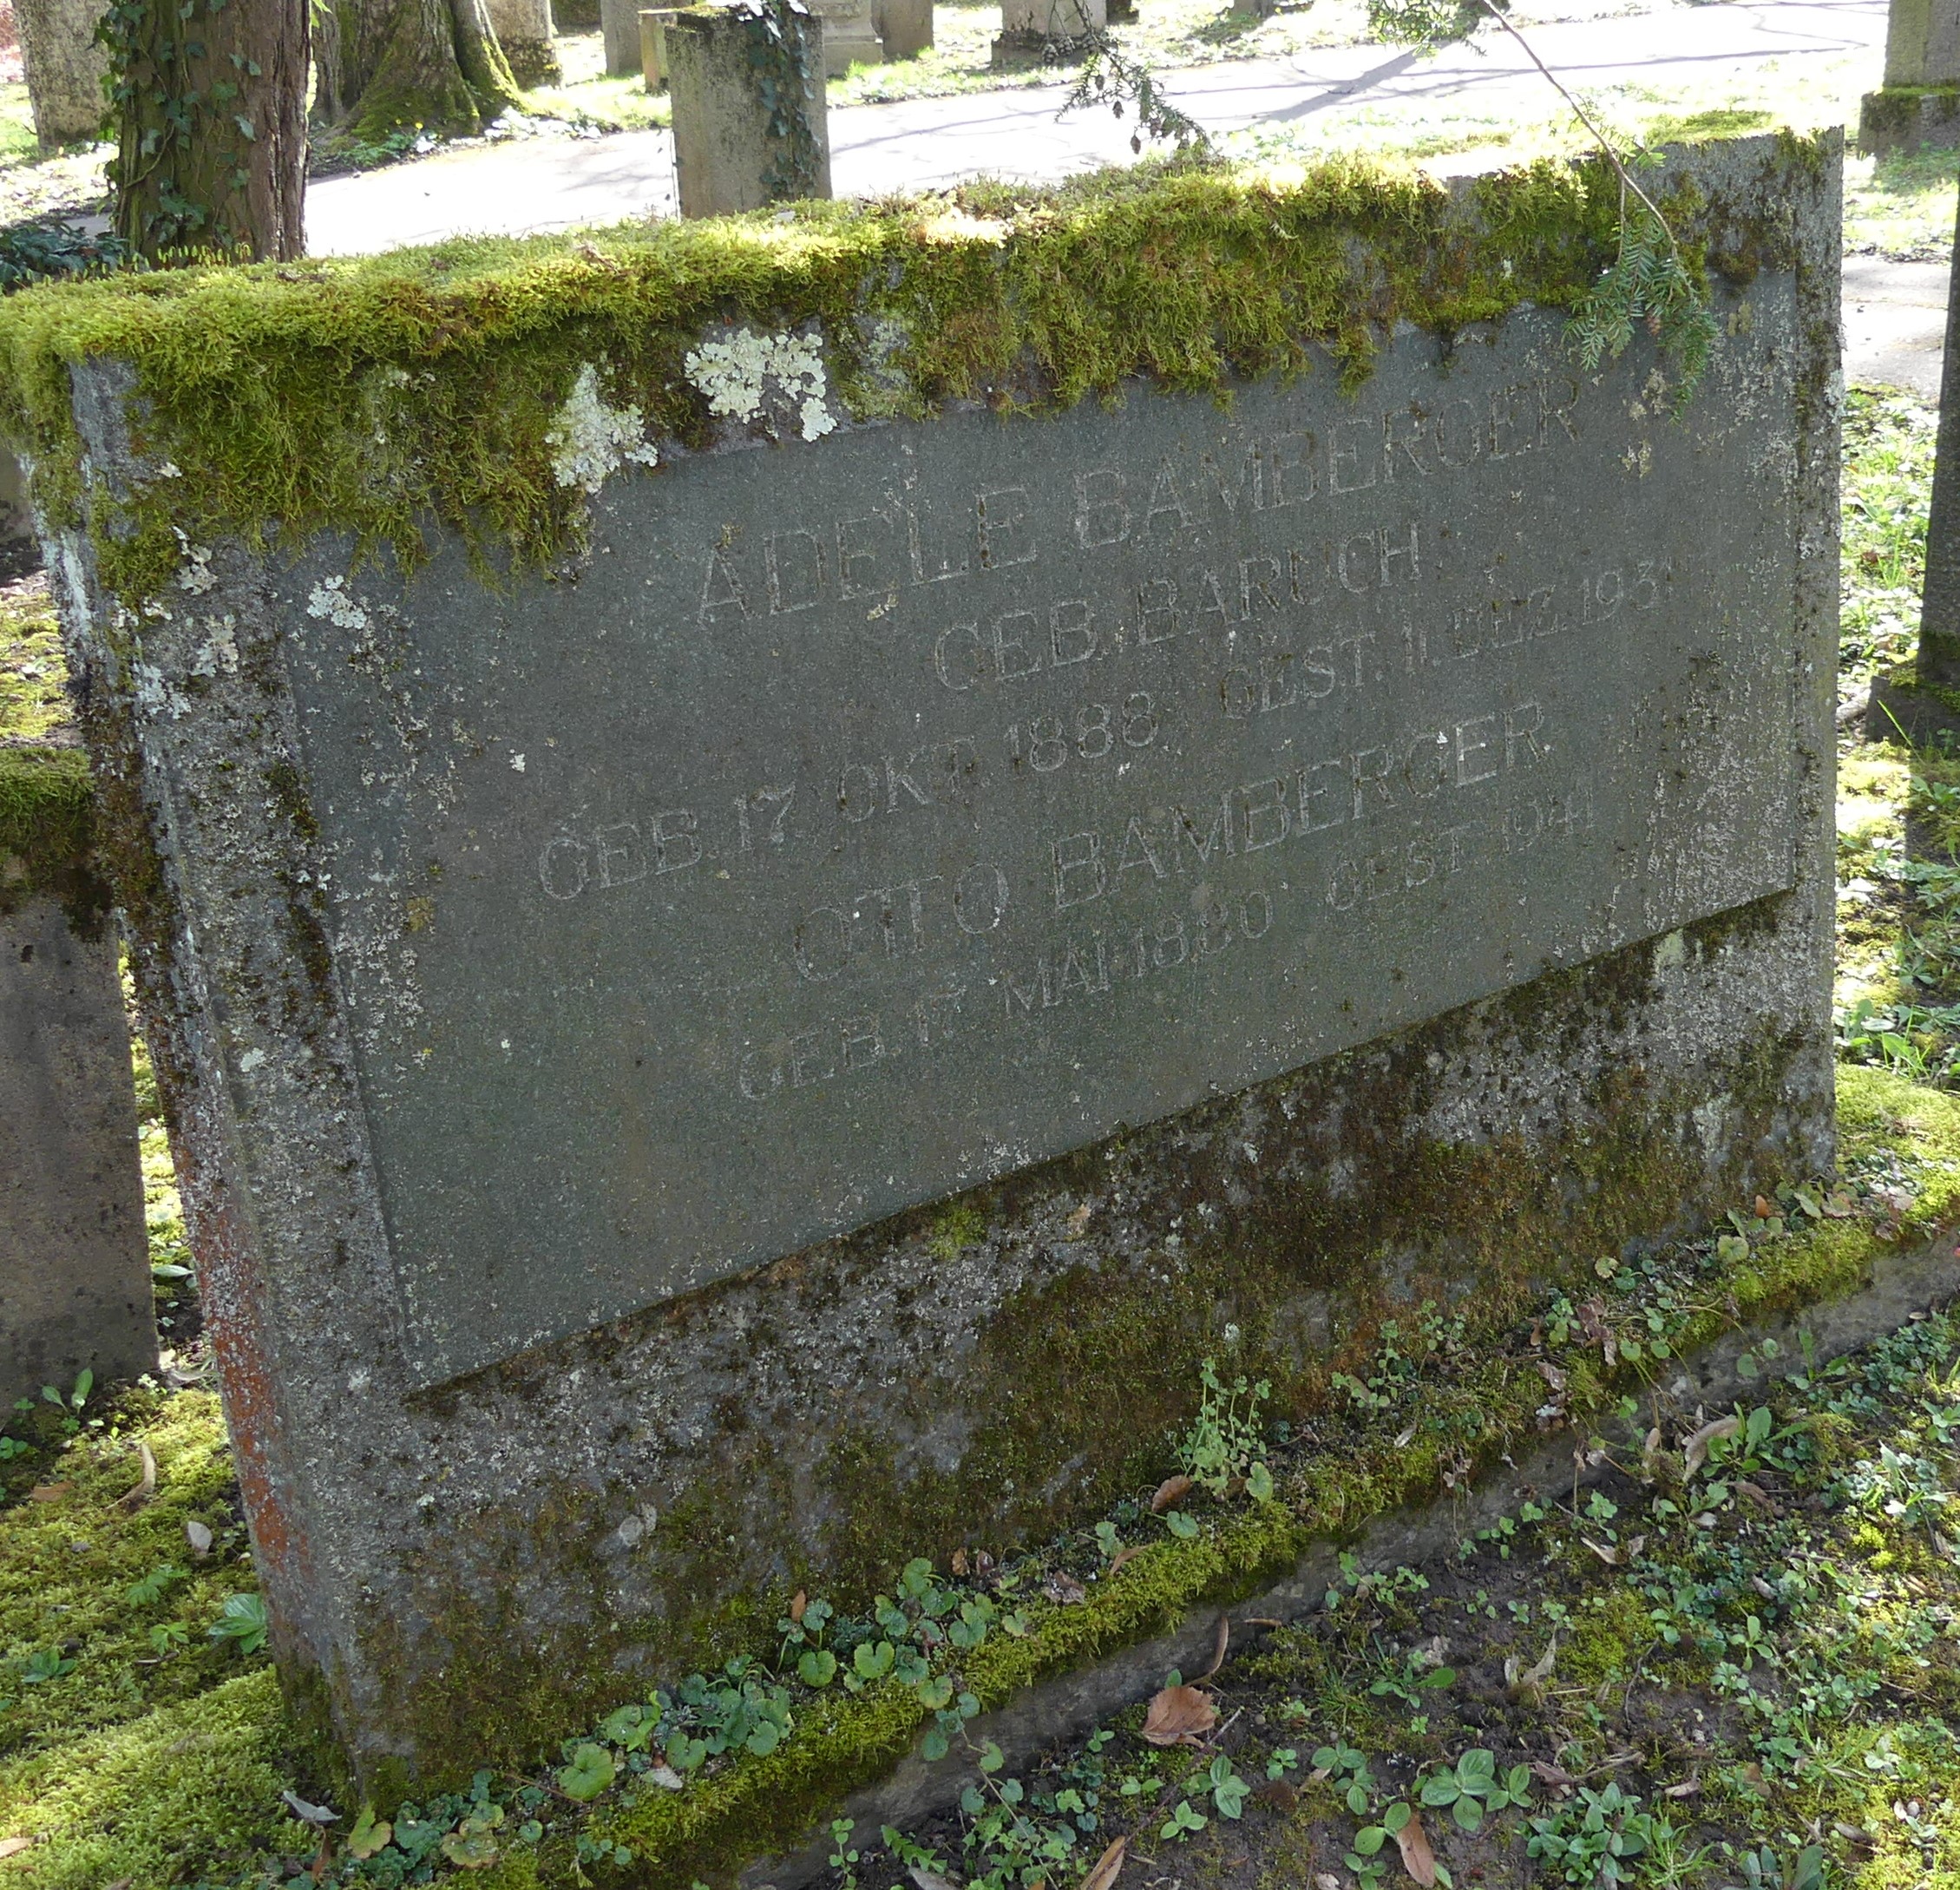 ADELE BAMBERGER
GEB. BARUCH
GEB. 17. OKT. 1888 GEST. 11. DEZ. 1931
OTTO BAMBERGER
GEB. MAI 1880 GEST. 1941